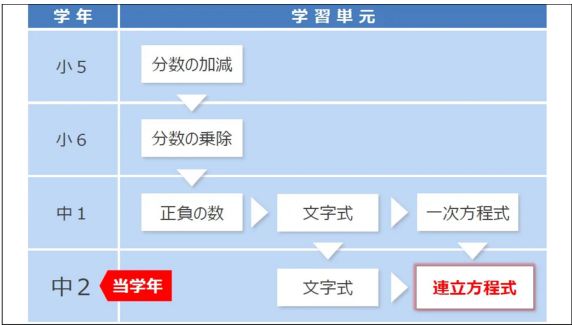 学年 学習単元
小5 分数の加減
小6 分数の乗除
中1 正負の数 文字式 一次方程式
中2 当学年 文字式 連立方程式